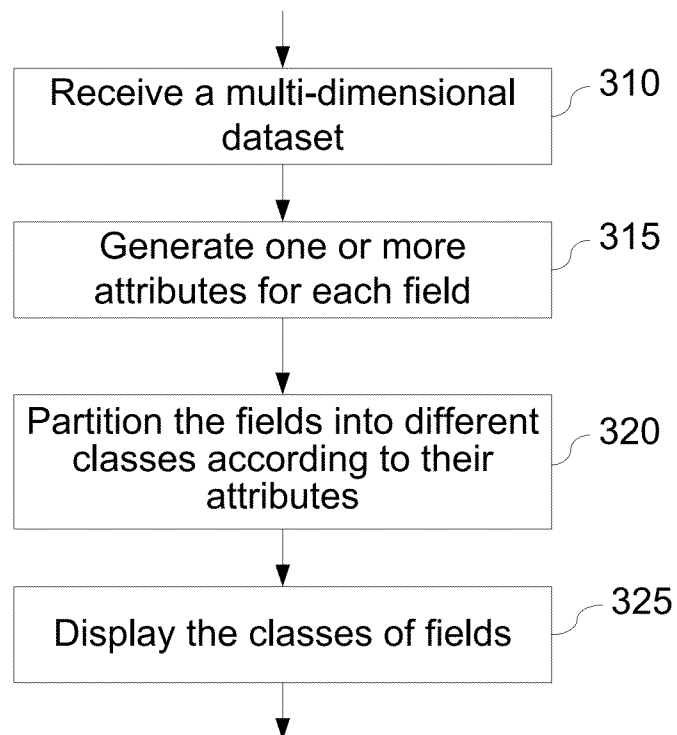 Receive a multi-dimensional
dataset
310
Generate one or more
attributes for each field
315
Partition the fields into different
classes according to their
attributes
320
Display the classes of fields
325